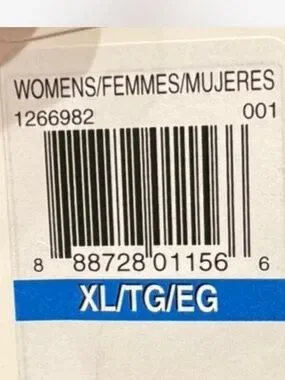 WOMENS/FEMMES/MUJERES
1266982 001
8 88728 01156 6
XL/TG/EG